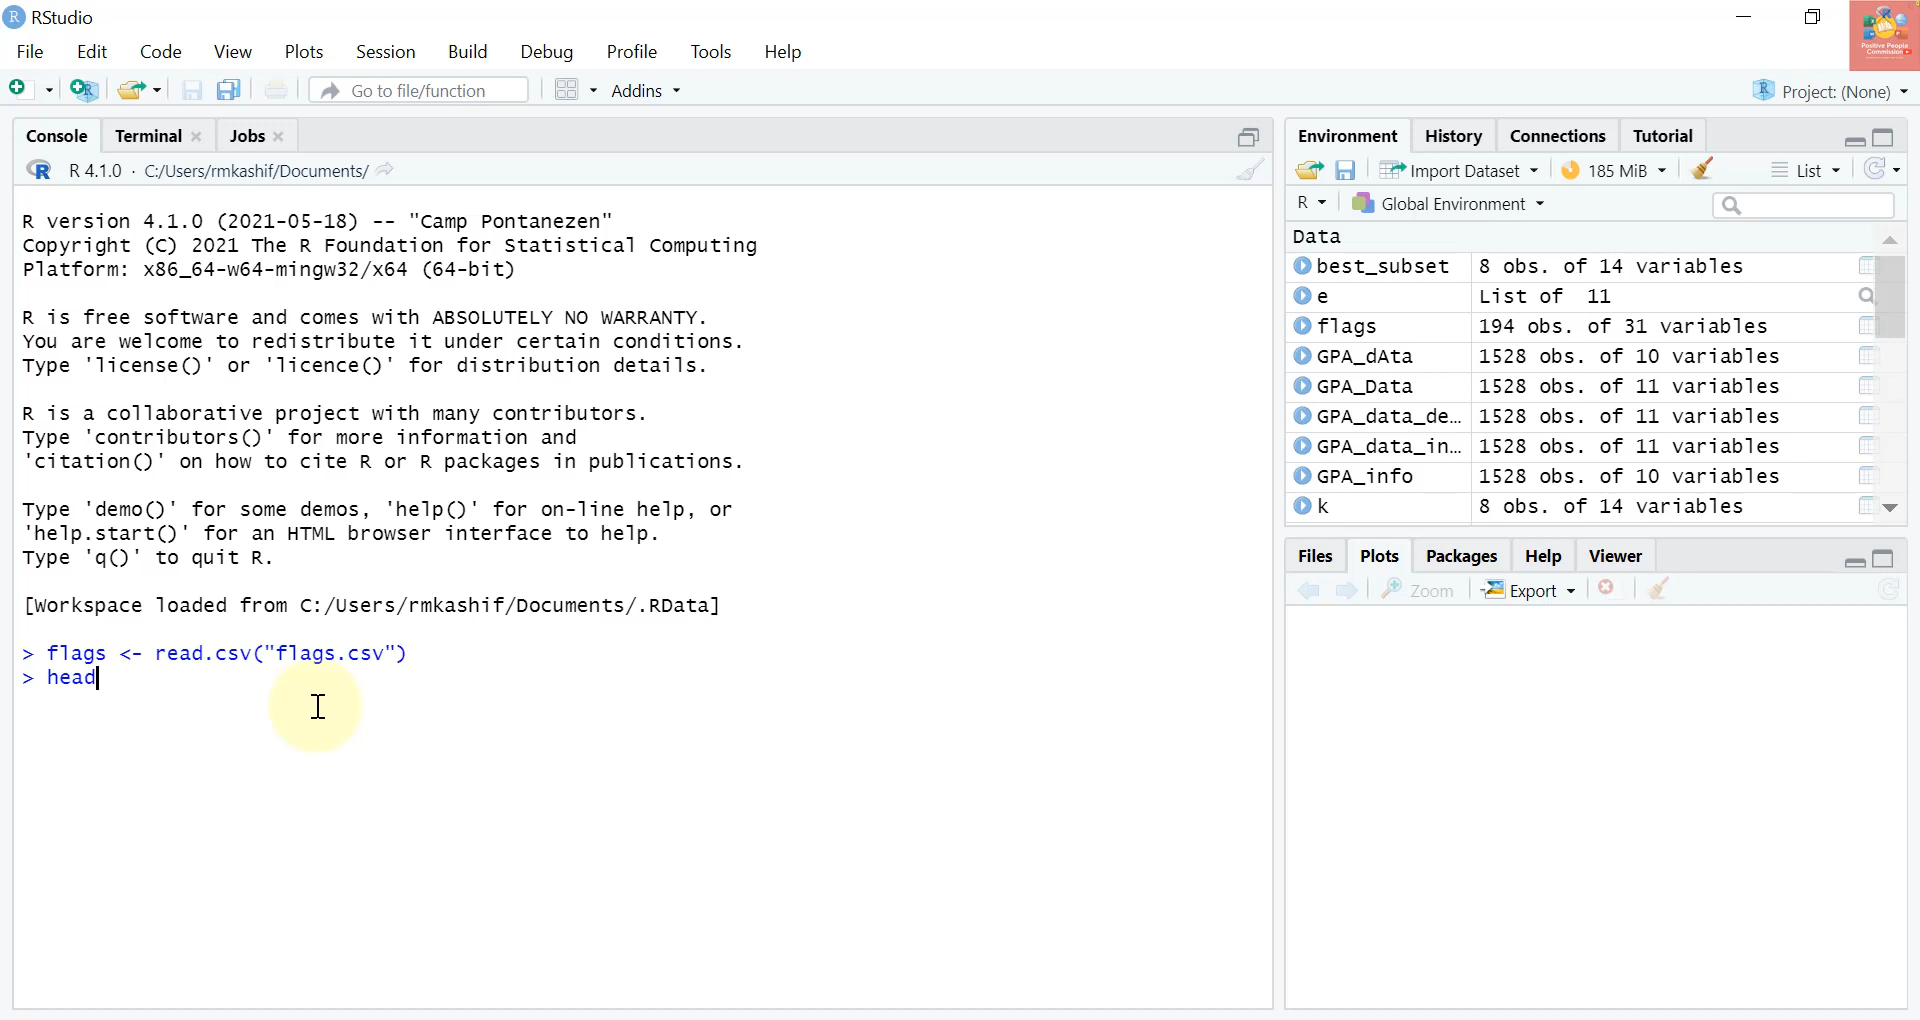 RStudio
File Edit Code View Plots Session Build Debug Profile Tools Help
Go to file/function Addins Project: (None)
Console Terminal Jobs
R 4.1.0 · C:/Users/rmkashif/Documents/
R version 4.1.0 (2021-05-18) -- "Camp Pontanezen"
Copyright (C) 2021 The R Foundation for Statistical Computing
Platform: x86_64-w64-mingw32/x64 (64-bit)
R is free software and comes with ABSOLUTELY NO WARRANTY.
You are welcome to redistribute it under certain conditions.
Type 'license()' or 'licence()' for distribution details.
R is a collaborative project with many contributors.
Type 'contributors()' for more information and
'citation()' on how to cite R or R packages in publications.
Type 'demo()' for some demos, 'help()' for on-line help, or
'help.start()' for an HTML browser interface to help.
Type 'q()' to quit R.
[Workspace loaded from C:/Users/rmkashif/Documents/.RData]
> flags <- read.csv("flags.csv")
> head
Environment History Connections Tutorial
Import Dataset 185 MiB List
R Global Environment
Data
best_subset 8 obs. of 14 variables
e List of 11
flags 194 obs. of 31 variables
GPA_dAta 1528 obs. of 10 variables
GPA_Data 1528 obs. of 11 variables
GPA_data_de… 1528 obs. of 11 variables
GPA_data_in… 1528 obs. of 11 variables
GPA_info 1528 obs. of 10 variables
k 8 obs. of 14 variables
Files Plots Packages Help Viewer
Zoom Export
Positive People
Commission